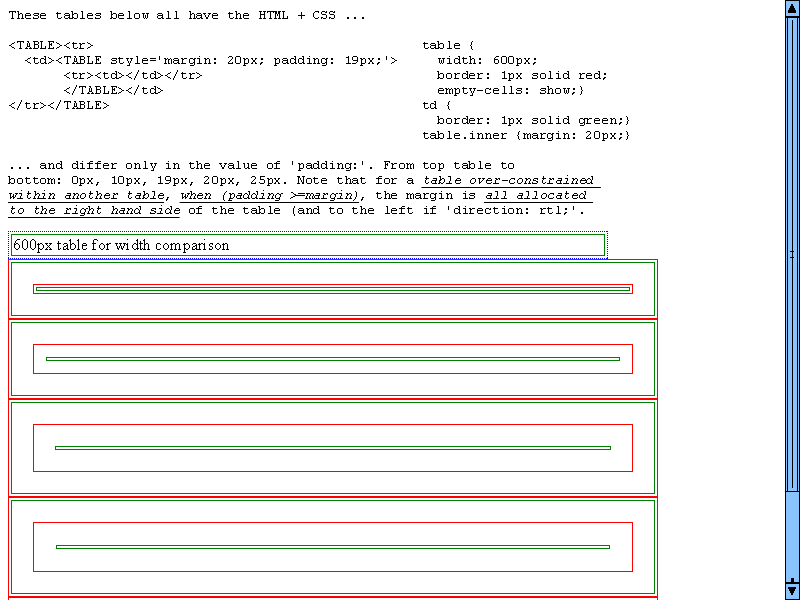 These tables below all have the HTML + CSS ...
<TABLE><tr> table {
<td><TABLE style='margin: 20px; padding: 19px;'> width: 600px;
<tr><td></td></tr> border: 1px solid red;
</TABLE></td> empty-cells: show;}
</tr></TABLE> td {
border: 1px solid green;}
table.inner {margin: 20px;}
... and differ only in the value of 'padding:'. From top table to
bottom: 0px, 10px, 19px, 20px, 25px. Note that for a table over-constrained
within another table, when (padding >=margin), the margin is all allocated
to the right hand side of the table (and to the left if 'direction: rtl;'.
600px table for width comparison